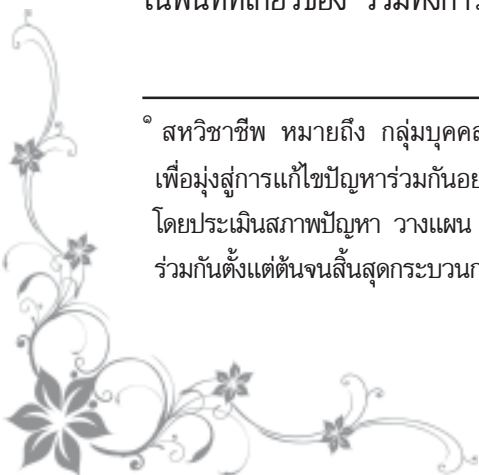 ในพื้นที่ที่เกี่ยวข้อง รวมทั้งการ
๑ สหวิชาชีพ หมายถึง กลุ่มบุคคล
เพื่อมุ่งสู่การแก้ไขปัญหาร่วมกันอย
โดยประเมินสภาพปัญหา วางแผน
ร่วมกันตั้งแต่ต้นจนสิ้นสุดกระบวนก